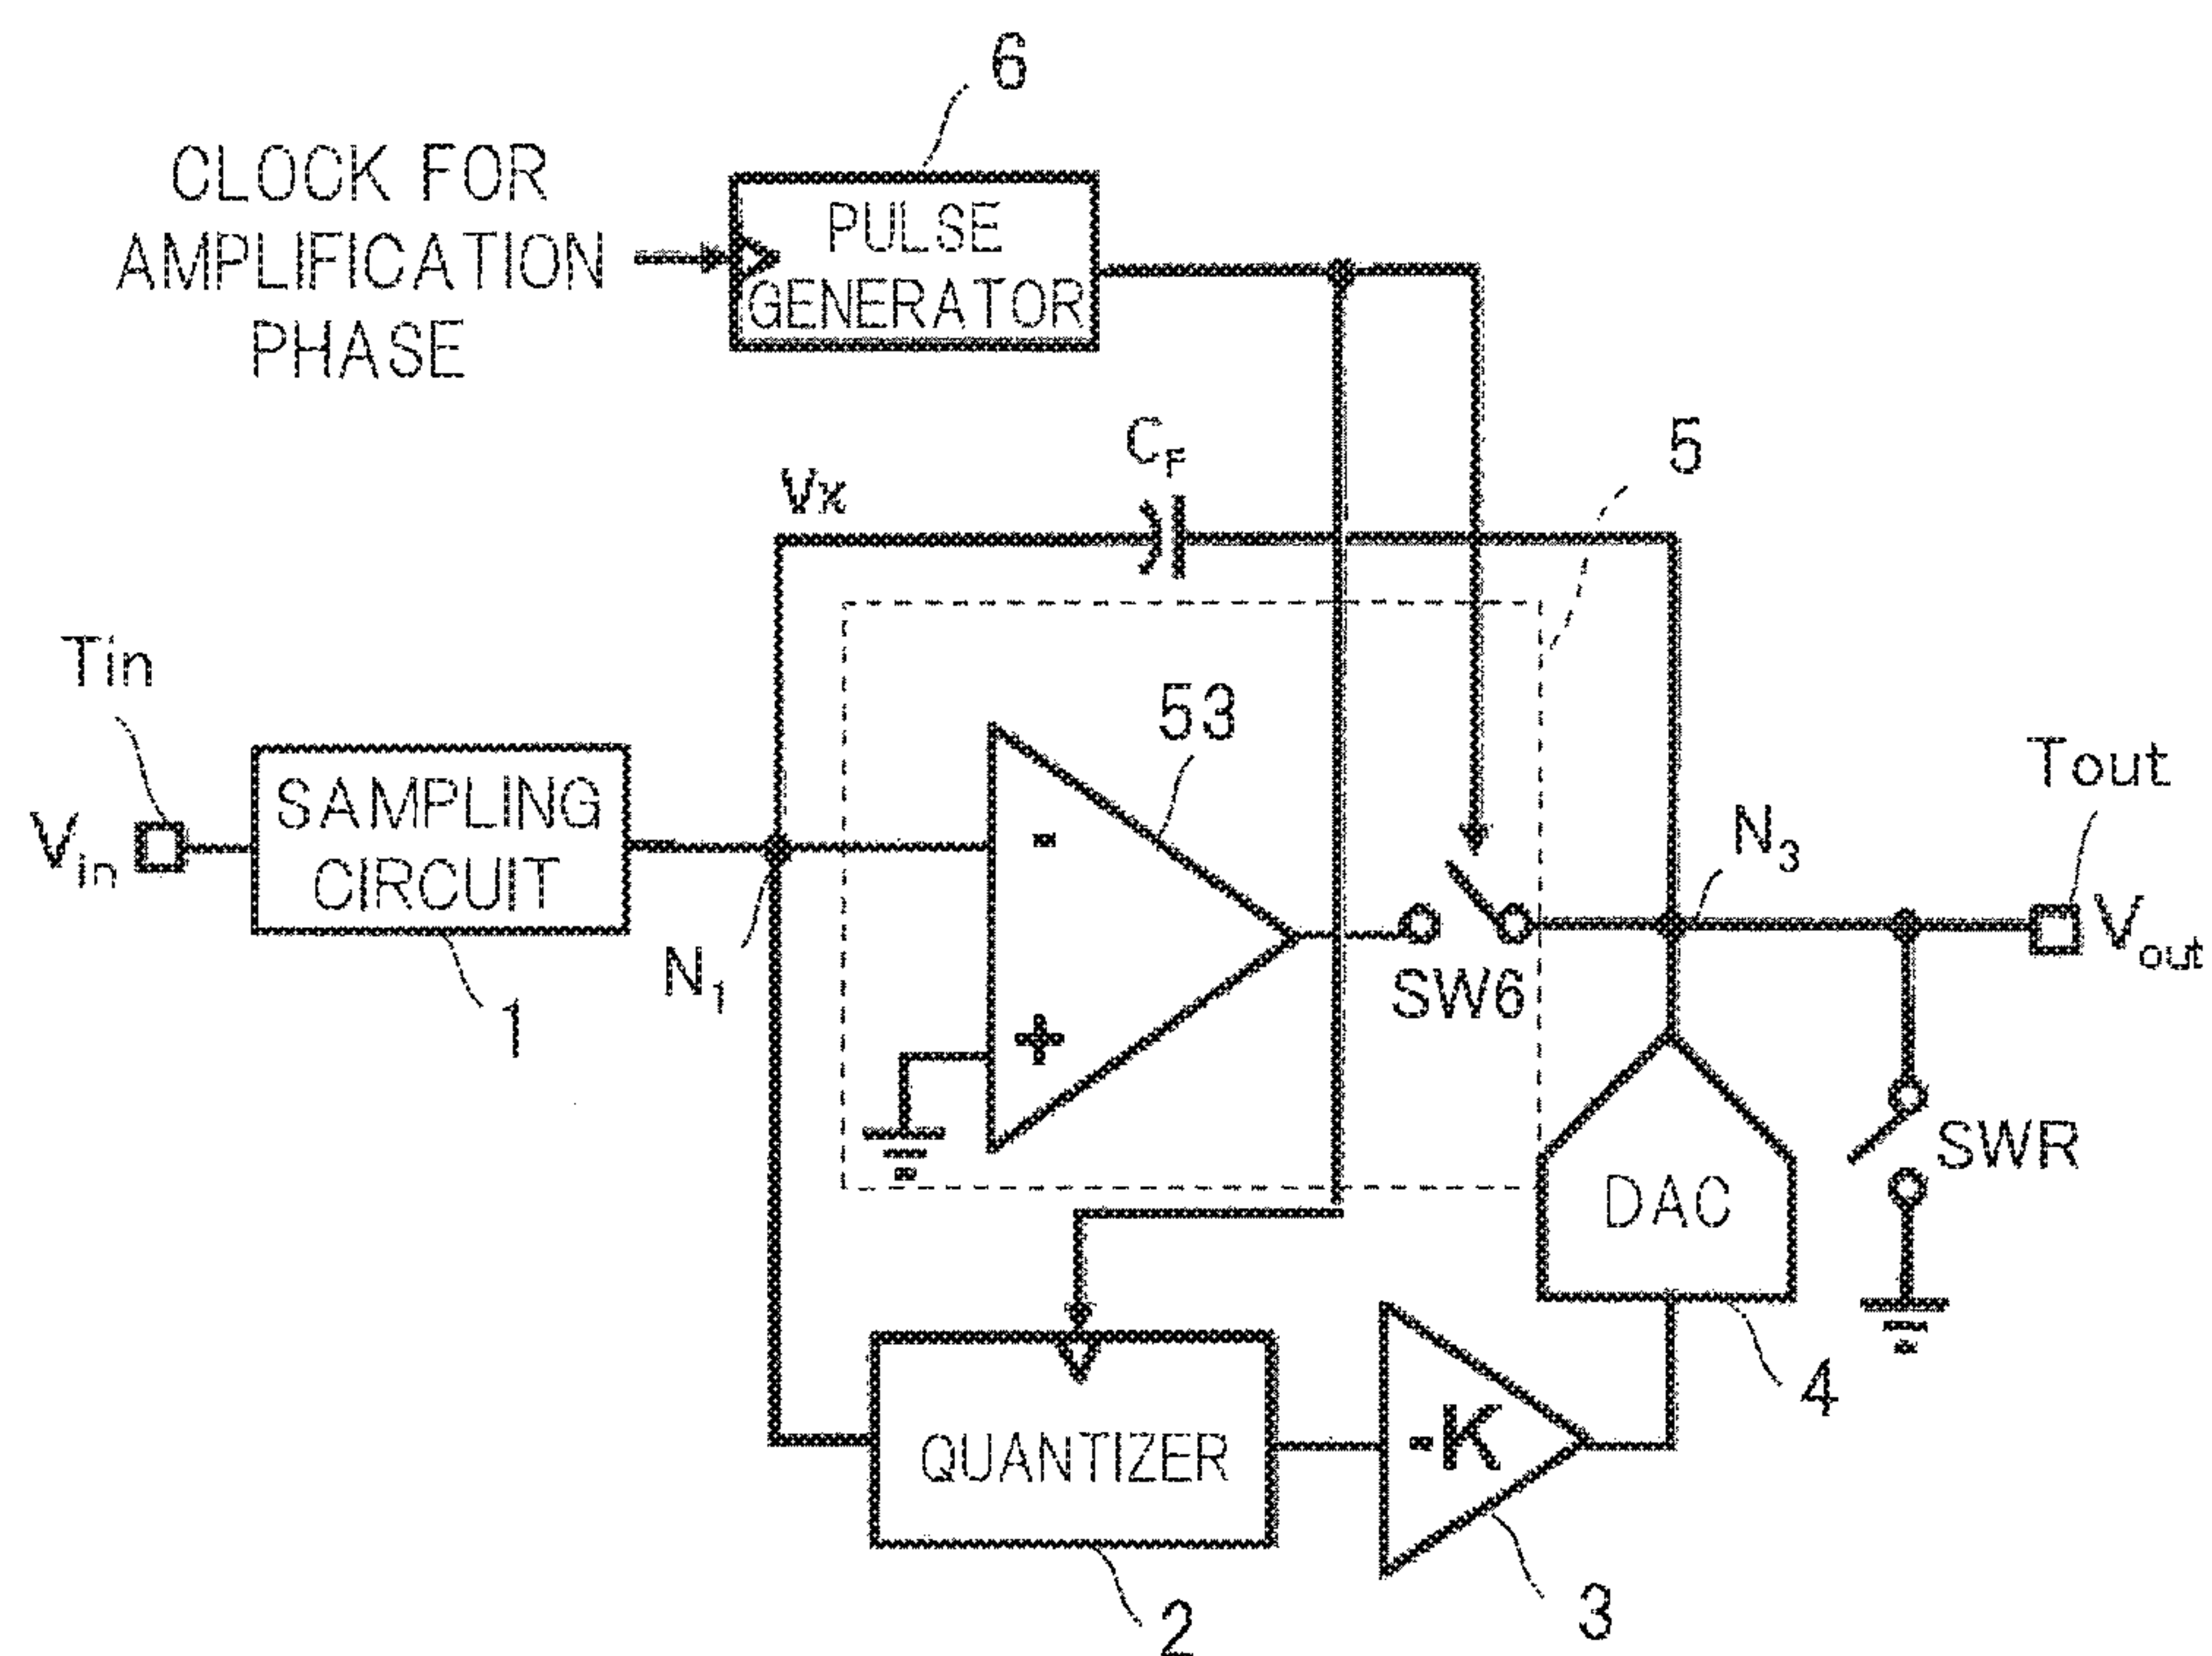 6
CLOCK FOR
AMPLIFICATION
PHASE
PULSE
GENERATOR
CF
5
Vx
Tin
53
Tout
Vin
SAMPLING
CIRCUIT
N3
Vout
N1
SW6
1
-
+
SWR
DAC
4
QUANTIZER
-K
2
3